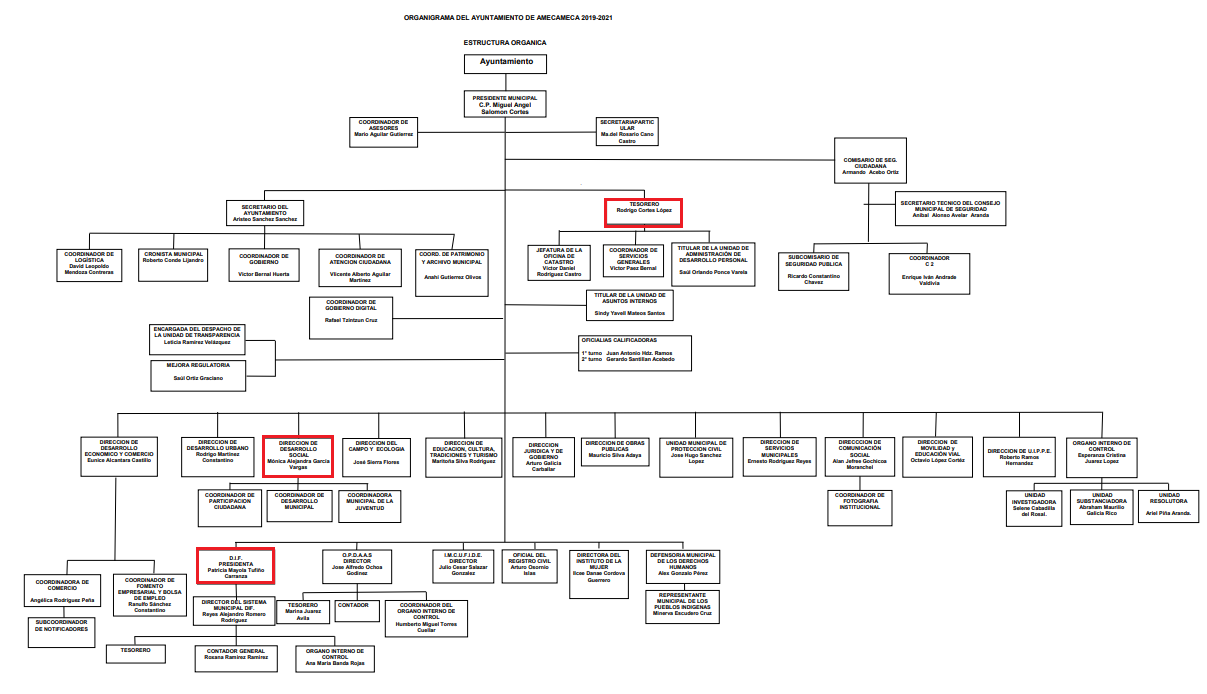 ORGANIGRAMA DEL AYUNTAMIENTO DE AMECAMECA 2019-2021
ESTRUCTURA ORGANICA
Ayuntamiento
PRESIDENTE MUNICIPAL
C.P. Miguel Angel
Salomon Cortes
COORDINADOR DE
ASESORES
Mario Aguilar Gutierrez
SECRETARIAPARTIC
ULAR
Ma.del Rosario Cano
Castro
COMISARIO DE SEG.
CIUDADANA
Armando Acebo Ortiz
SECRETARIO DEL
AYUNTAMIENTO
Aristeo Sanchez Sanchez
TESORERO
Rodrigo Cortes López
SECRETARIO TECNICO DEL CONSEJO
MUNICIPAL DE SEGURIDAD
Anibal Alonso Avelar Aranda
COORDINADOR DE
LOGÍSTICA
David Leopoldo
Mendoza Contreras
CRONISTA MUNICIPAL
Roberto Conde Lijandro
COORDINADOR DE
GOBIERNO
Victor Bernal Huerta
COORDINADOR DE
ATENCION CIUDADANA
Vlicente Alberto Aguilar
Martinez
COORD. DE PATRIMONIO
Y ARCHIVO MUNICIPAL
Anahi Gutierrez Olivos
JEFATURA DE LA
OFICINA DE
CATASTRO
Víctor Daniel
Rodríguez Castro
COORDINADOR DE
SERVICIOS
GENERALES
Victor Paez Bernal
TITULAR DE LA UNIDAD DE
ADMINISTRACIÓN DE
DESARROLLO PERSONAL
Saúl Orlando Ponce Varela
SUBCOMISARIO DE
SEGURIDAD PUBLICA
Ricardo Constantino
Chavez
COORDINADOR
C 2
Enrique Iván Andrade
Valdivia
COORDINADOR DE
GOBIERNO DIGITAL
Rafael Tzintzun Cruz
TITULAR DE LA UNIDAD DE
ASUNTOS INTERNOS
Sindy Yaveli Mateos Santos
ENCARGADA DEL DESPACHO DE
LA UNIDAD DE TRANSPARENCIA
Leticia Ramírez Velázquez
MEJORA REGULATORIA
Saúl Ortiz Graciano
OFICIALIAS CALIFICADORAS
1° turno Juan Antonio Hdz. Ramos
2° turno Gerardo Santillan Acebedo
DIRECCION DE
DESARROLLO
ECONOMICO Y COMERCIO
Eunice Alcantara Castillo
DIRECCION DE
DESARROLLO URBANO
Rodrigo Martinez
Constantino
DIRECCION DE
DESARROLLO
SOCIAL
Mónica Alejandra García
Vargas
DIRECCION DEL
CAMPO Y ECOLOGIA
José Sierra Flores
DIRECCION DE
EDUCACION, CULTURA,
TRADICIONES Y TURISMO
Maritoña Silva Rodriguez
DIRECCION
JURIDICA Y DE
GOBIERNO
Arturo Galicia
Carballar
DIRECCION DE OBRAS
PUBLICAS
Mauricio Silva Adaya
UNIDAD MUNICIPAL DE
PROTECCION CIVIL
Jose Hugo Sanchez
Lopez
DIRECCION DE
SERVICIOS
MUNICIPALES
Ernesto Rodriguez Reyes
DIRECCION DE
COMUNICACIÓN
SOCIAL
Alan Jefres Gochicoa
Moranchel
DIRECCION DE
MOVILIDAD y
EDUCACIÓN VIAL
Octavio López Cortéz
DIRECCION DE U.I.P.P.E.
Roberto Ramos
Hernandez
ORGANO INTERNO DE
CONTROL
Esperanza Cristina
Juarez Lopez
COORDINADOR DE
PARTICIPACION
CIUDADANA
COORDINADOR DE
DESARROLLO
MUNICIPAL
COORDINADORA
MUNICIPAL DE LA
JUVENTUD
COORDINADOR DE
FOTOGRAFIA
INSTITUCIONAL
UNIDAD
INVESTIGADORA
Selene Cabadilla
del Rosal.
UNIDAD
SUBSTANCIADORA
Abraham Maurilio
Galicia Rico
UNIDAD
RESOLUTORA
Ariel Piña Aranda.
D.I.F.
PRESIDENTA
Patricia Mayola Tufiño
Carranza
O.P.D.A.A.S
DIRECTOR
Jose Alfredo Ochoa
Godinez
I.M.C.U.F.I.D.E.
DIRECTOR
Julio Cesar Salazar
Gonzalez
OFICIAL DEL
REGISTRO CIVIL
Arturo Osornio
Islas
DIRECTORA DEL
INSTITUTO DE LA
MUJER
Ilcee Danae Cordova
Guerrero
DEFENSORIA MUNICIPAL
DE LOS DERECHOS
HUMANOS
Alex Gonzalo Pérez
COORDINADORA DE
COMERCIO
Angélica Rodríguez Peña
COORDINADOR DE
FOMENTO
EMPRESARIAL Y BOLSA
DE EMPLEO
Ranulfo Sánchez
Constantino
DIRECTOR DEL SISTEMA
MUNICIPAL DIF.
Reyes Alejandro Romero
Rodriguez
TESORERO
Marina Juarez
Avila
CONTADOR
COORDINADOR DEL
ORGANO INTERNO DE
CONTROL
Humberto Miguel Torres
Cuellar
REPRESENTANTE
MUNICIPAL DE LOS
PUEBLOS INDIGENAS
Minerva Escudero Cruz
SUBCOORDINADOR
DE NOTIFICADORES
TESORERO
CONTADOR GENERAL
Rosana Ramírez Ramirez
ORGANO INTERNO DE
CONTROL
Ana María Banda Rojas